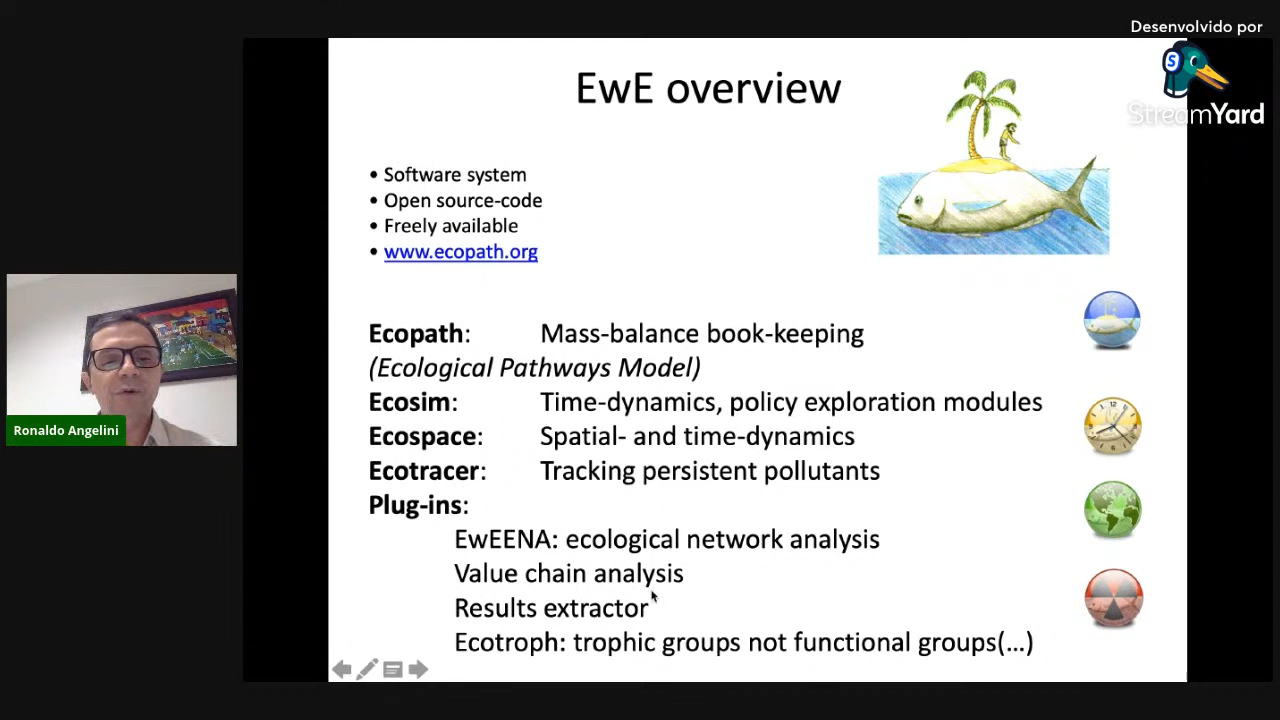 Desenvolvido por
StreamYard
EwE overview
• Software system
• Open source-code
• Freely available
• www.ecopath.org
Ecopath: Mass-balance book-keeping
(Ecological Pathways Model)
Ecosim: Time-dynamics, policy exploration modules
Ecospace: Spatial- and time-dynamics
Ecotracer: Tracking persistent pollutants
Plug-ins:
EwEENA: ecological network analysis
Value chain analysis
Results extractor
Ecotroph: trophic groups not functional groups(...)
Ronaldo Angelini